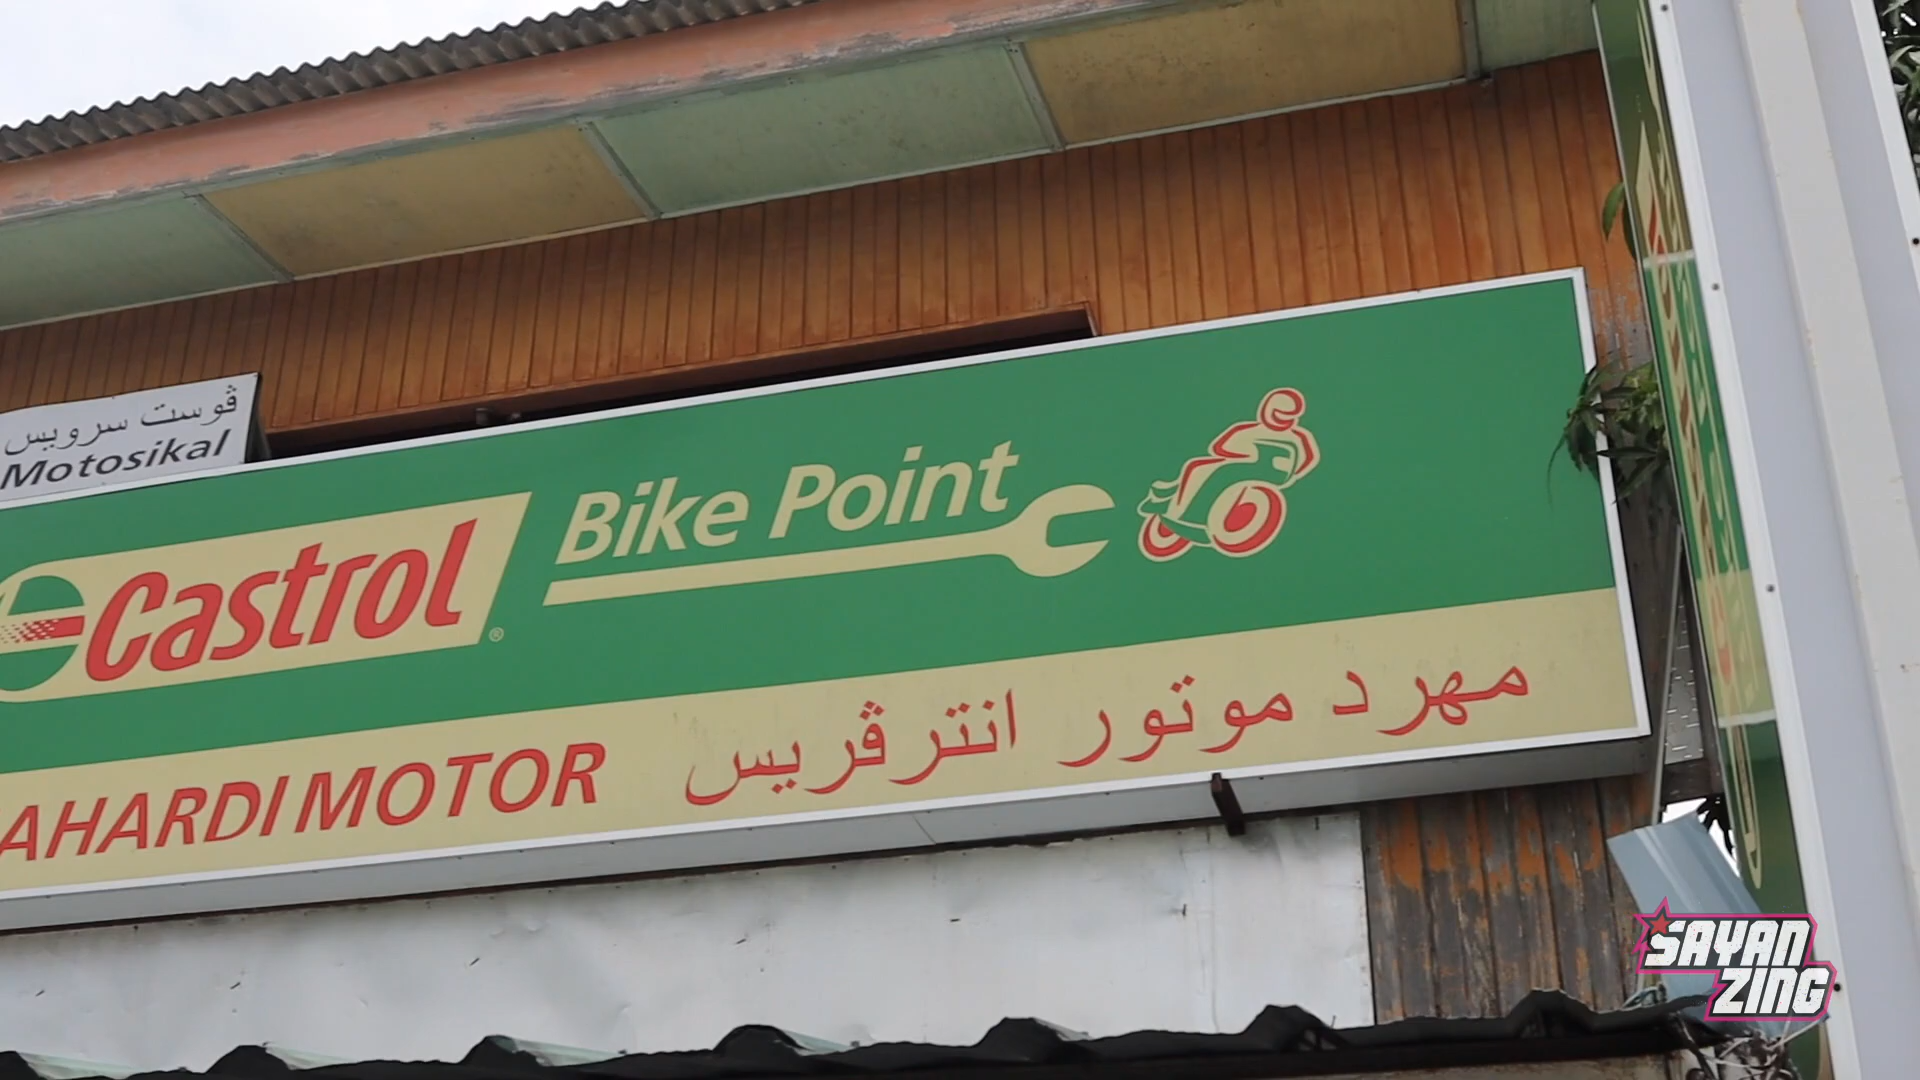 ڤوست سرويس
Motosikal
Castrol
Bike Point
AHARDI MOTOR
مهرد موتور انترڤريس
SAYAN
ZING